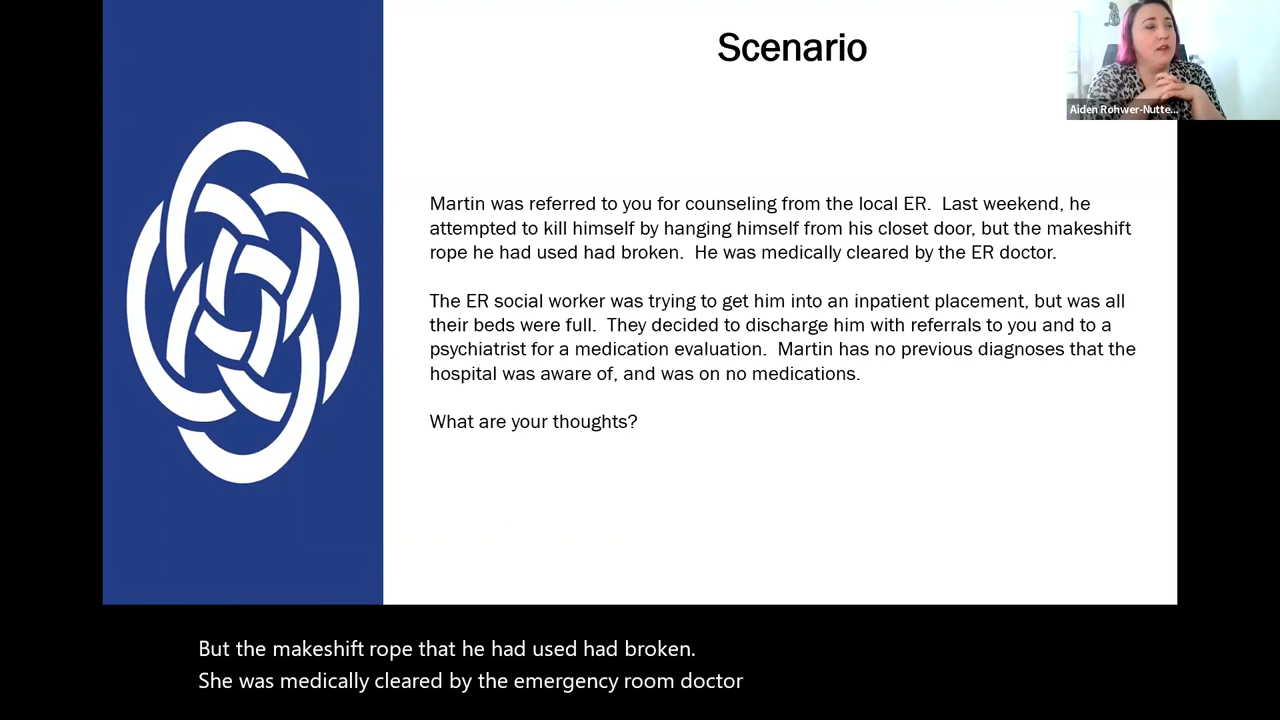 Scenario
Aiden Rohwer-Nutte...
Martin was referred to you for counseling from the local ER. Last weekend, he
attempted to kill himself by hanging himself from his closet door, but the makeshift
rope he had used had broken. He was medically cleared by the ER doctor.
The ER social worker was trying to get him into an inpatient placement, but was all
their beds were full. They decided to discharge him with referrals to you and to a
psychiatrist for a medication evaluation. Martin has no previous diagnoses that the
hospital was aware of, and was on no medications.
What are your thoughts?
But the makeshift rope that he had used had broken.
She was medically cleared by the emergency room doctor